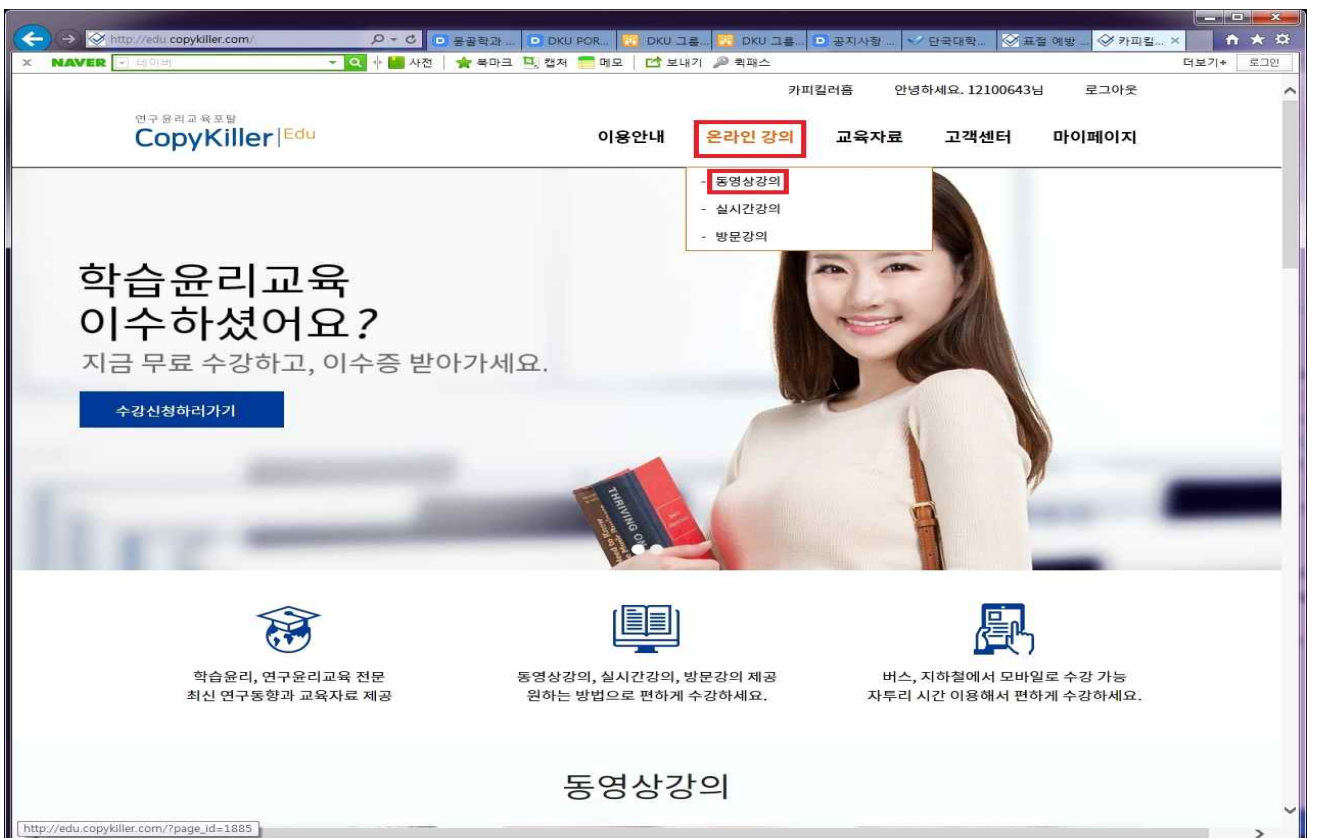 http://edu.copykiller.com/
몽골학과 ...
DKU POR...
DKU 그룹...
DKU 그룹...
공지사항 ...
단국대학...
표절 예방 ...
카피킬...
NAVER 네이버 사전 북마크 캡처 메모 보내기 퀵패스 더보기+ 로그인
카피킬러홈 안녕하세요. 12100643님 로그아웃
연구윤리교육포탈
CopyKiller Edu
이용안내 온라인 강의 교육자료 고객센터 마이페이지
- 동영상강의
- 실시간강의
- 방문강의
학습윤리교육
이수하셨어요?
지금 무료 수강하고, 이수증 받아가세요.
수강신청하러가기
THRIVING ON
학습윤리, 연구윤리교육 전문
최신 연구동향과 교육자료 제공
동영상강의, 실시간강의, 방문강의 제공
원하는 방법으로 편하게 수강하세요.
버스, 지하철에서 모바일로 수강 가능
자투리 시간 이용해서 편하게 수강하세요.
동영상강의
http://edu.copykiller.com/?page_id=1885